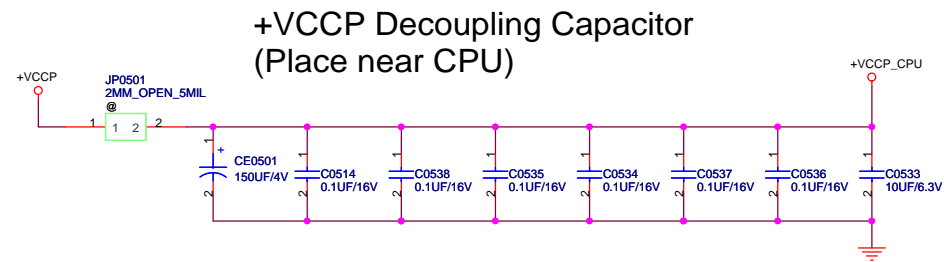 +VCCP Decoupling Capacitor
(Place near CPU)
+VCCP
JP0501
2MM_OPEN_5MIL
@
1 1 2 2
+VCCP_CPU
1 + 2 CE0501
150UF/4V
1 2 C0514
0.1UF/16V
1 2 C0538
0.1UF/16V
1 2 C0535
0.1UF/16V
1 2 C0534
0.1UF/16V
1 2 C0537
0.1UF/16V
1 2 C0536
0.1UF/16V
1 2 C0533
10UF/6.3V